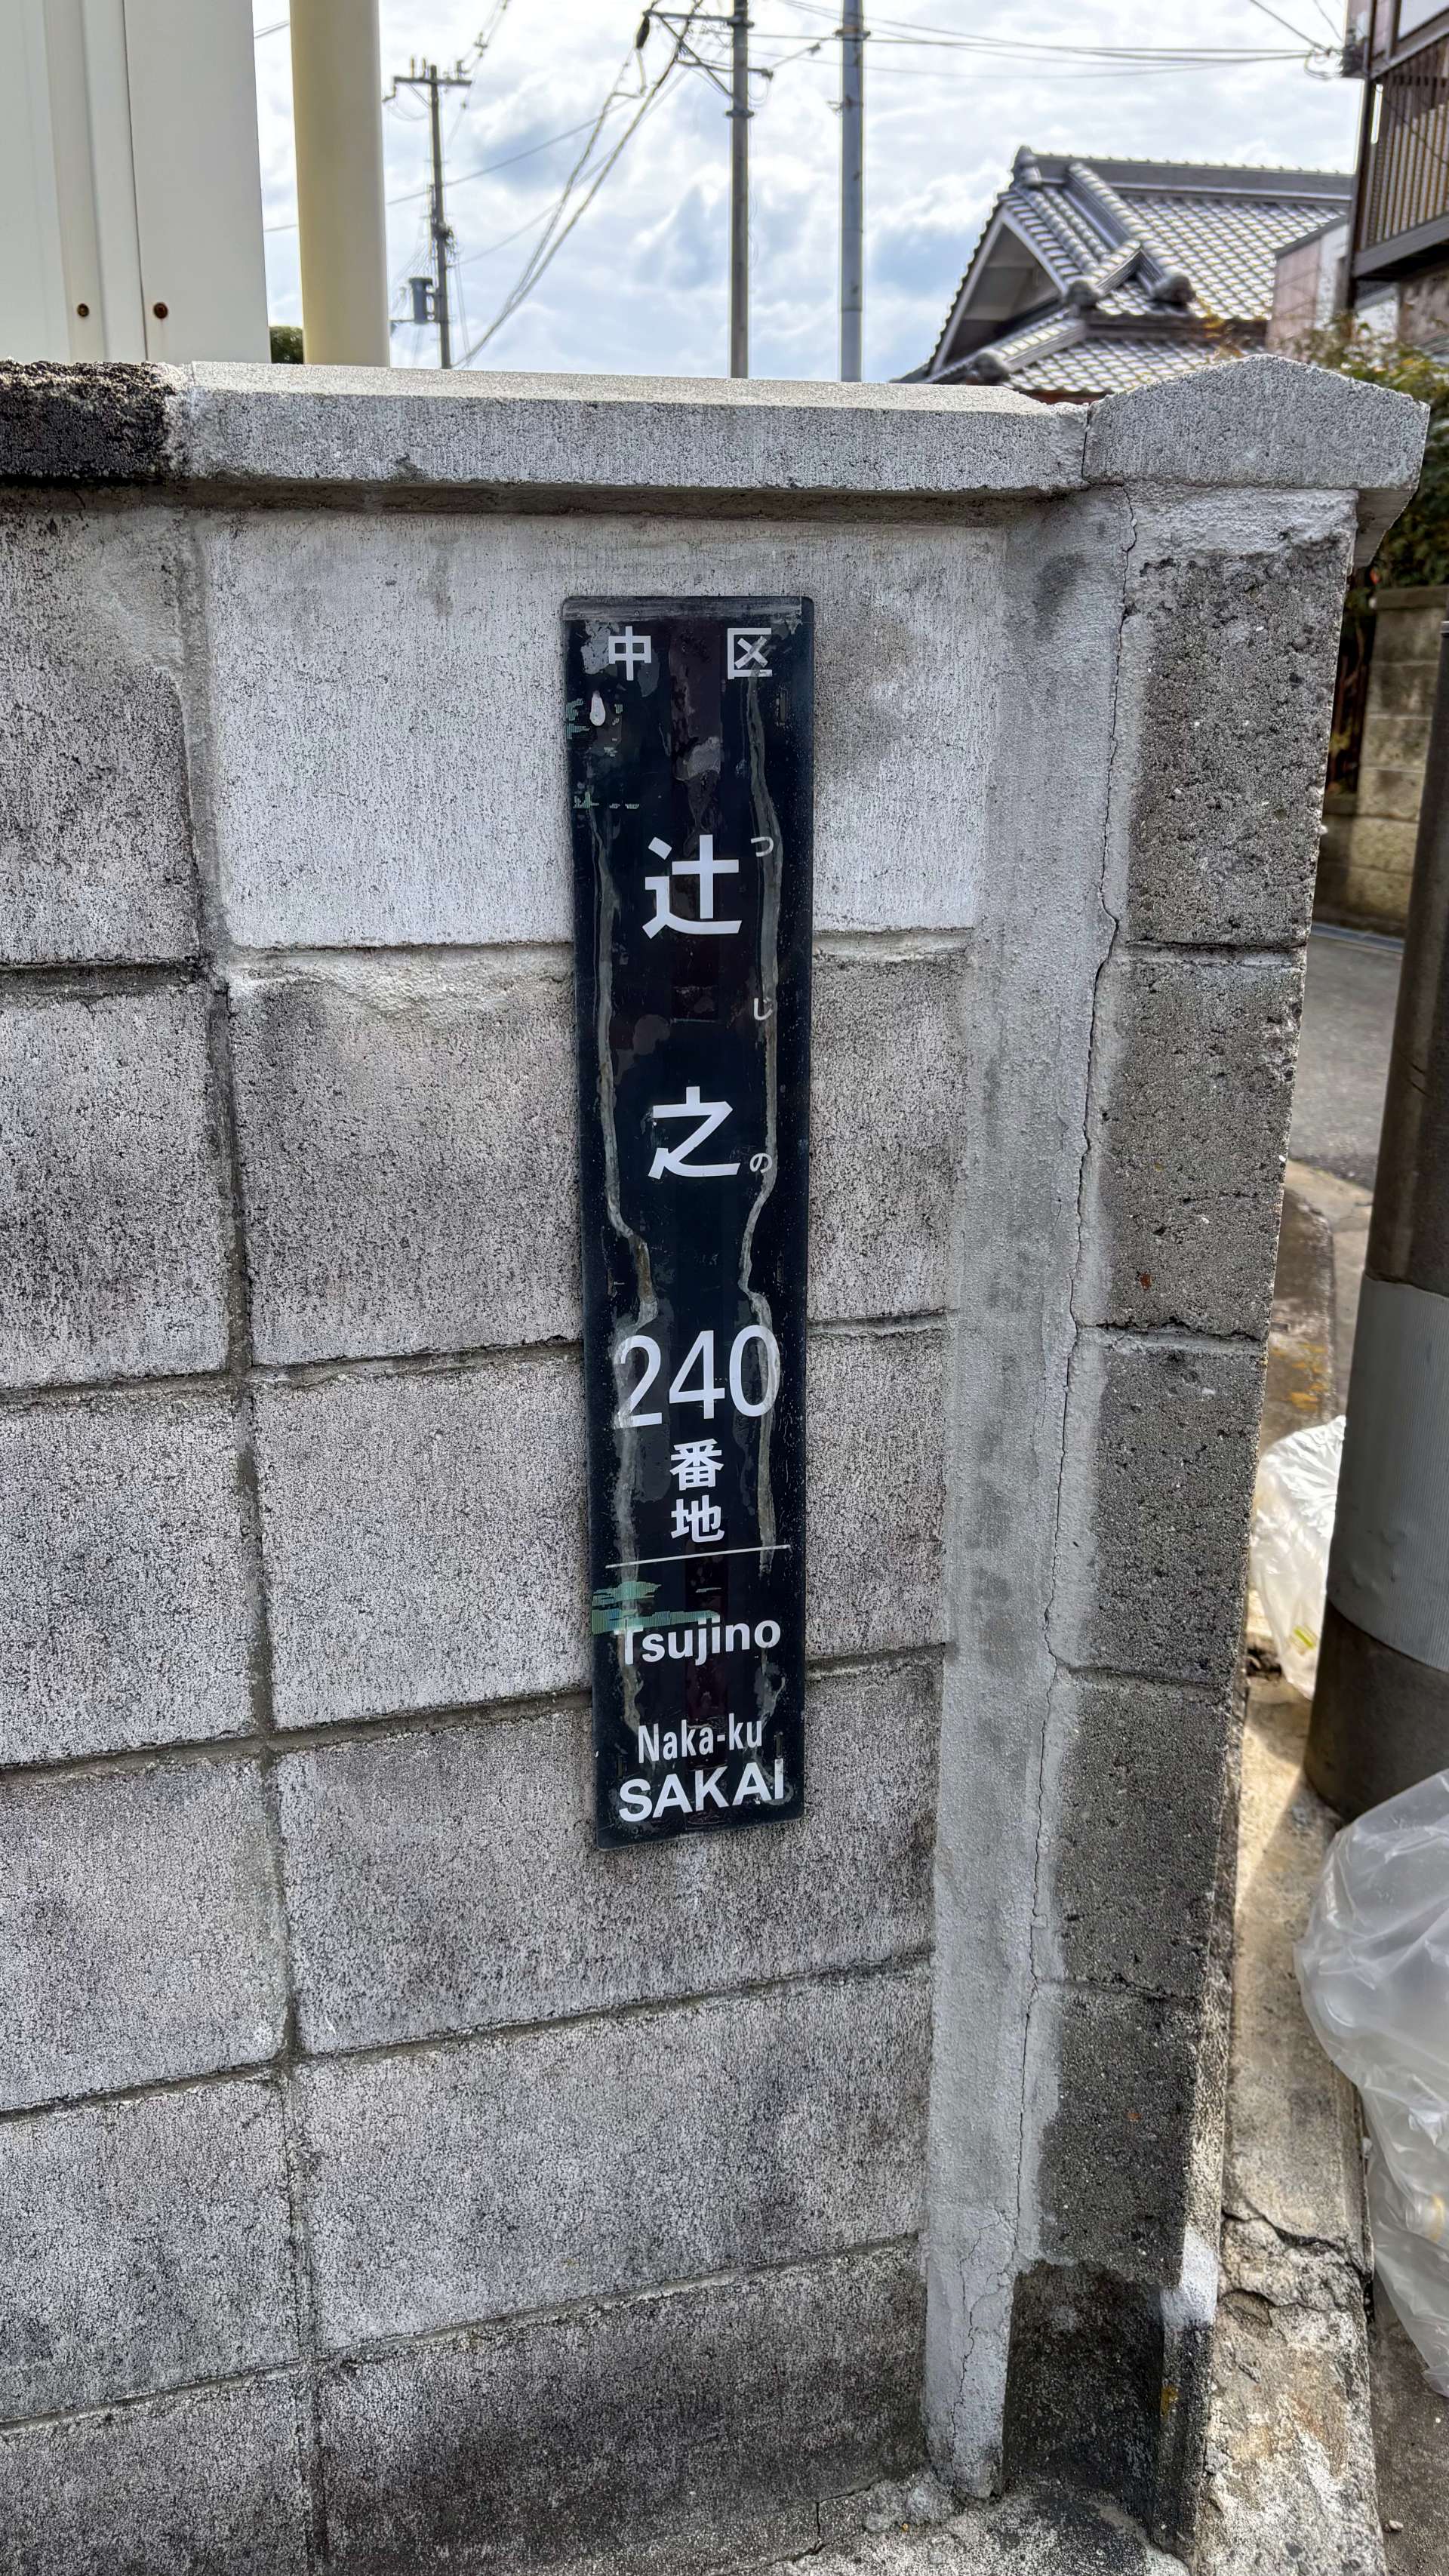 中区
辻之
つじの
240
番地
Tsujino
Naka-ku
SAKAI